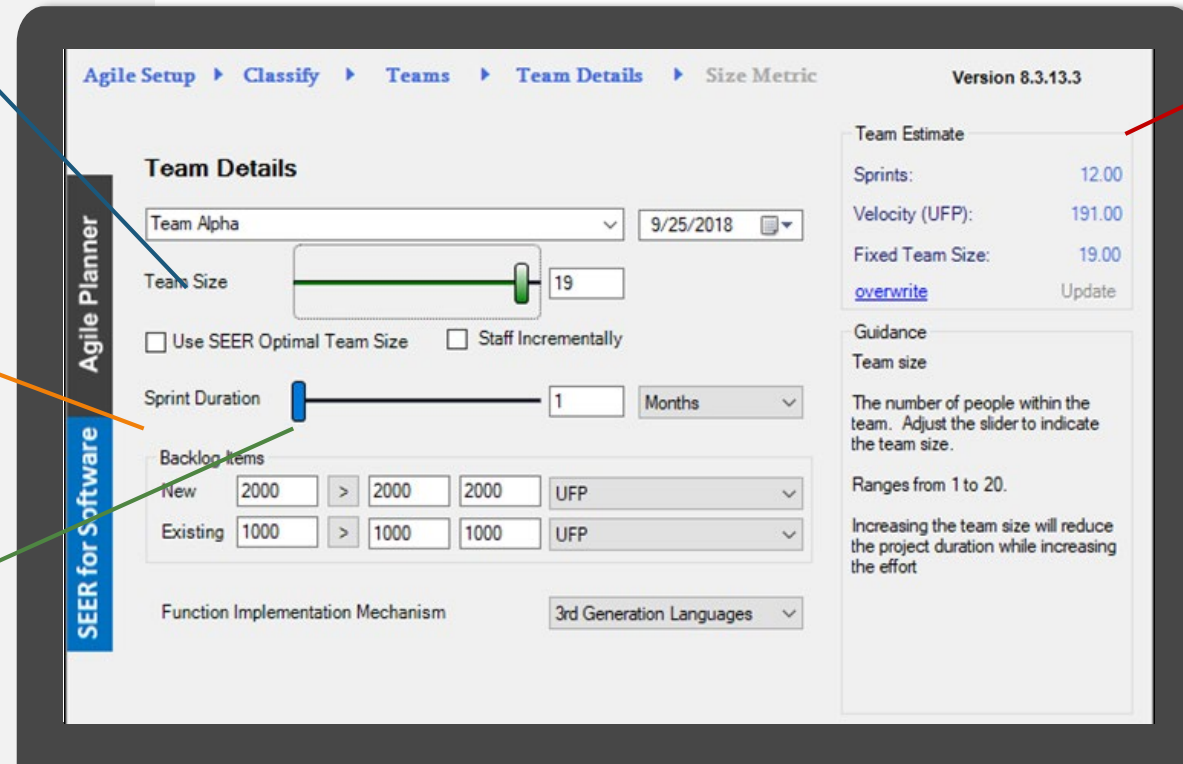 Agile Setup Classify Teams Team Details Size Metric
Version 8.3.13.3
Agile Planner
SEER for Software
Team Details
Team Alpha
9/25/2018
Team Size
19
Use SEER Optimal Team Size
Staff Incrementally
Sprint Duration
1
Months
Backlog Items
New 2000 > 2000 2000 UFP
Existing 1000 > 1000 1000 UFP
Function Implementation Mechanism
3rd Generation Languages
Team Estimate
Sprints: 12.00
Velocity (UFP): 191.00
Fixed Team Size: 19.00
overwrite Update
Guidance
Team size
The number of people within the
team. Adjust the slider to indicate
the team size.
Ranges from 1 to 20.
Increasing the team size will reduce
the project duration while increasing
the effort